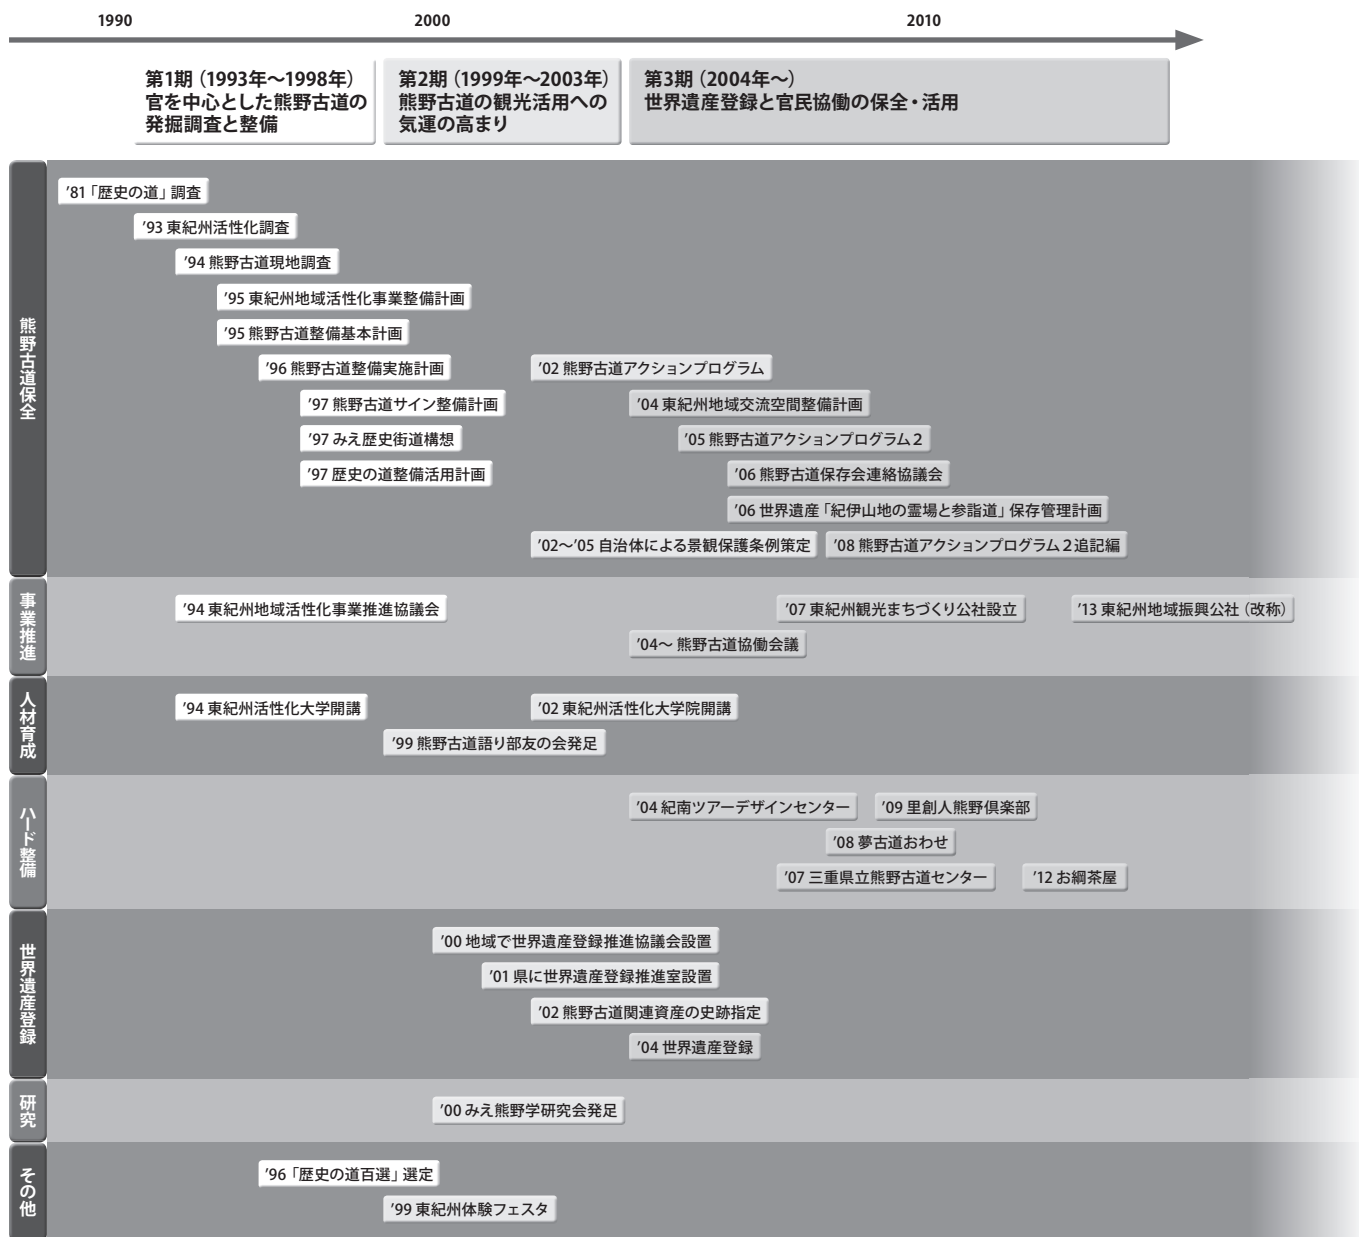 1990
2000
2010
第1期（1993年〜1998年）
官を中心とした熊野古道の
発掘調査と整備
第2期（1999年〜2003年）
熊野古道の観光活用への
気運の高まり
第3期（2004年〜）
世界遺産登録と官民協働の保全・活用
熊野古道保全
’81「歴史の道」調査
’93 東紀州活性化調査
’94 熊野古道現地調査
’95 東紀州地域活性化事業整備計画
’95 熊野古道整備基本計画
’96 熊野古道整備実施計画
’02 熊野古道アクションプログラム
’97 熊野古道サイン整備計画
’04 東紀州地域交流空間整備計画
’97 みえ歴史街道構想
’05 熊野古道アクションプログラム2
’97 歴史の道整備活用計画
’06 熊野古道保存会連絡協議会
’06 世界遺産「紀伊山地の霊場と参詣道」保存管理計画
’02〜’05 自治体による景観保護条例策定
’08 熊野古道アクションプログラム2追記編
事業推進
’94 東紀州地域活性化事業推進協議会
’07 東紀州観光まちづくり公社設立
’13 東紀州地域振興公社（改称）
’04〜 熊野古道協働会議
人材育成
’94 東紀州活性化大学開講
’02 東紀州活性化大学院開講
’99 熊野古道語り部友の会発足
ハード整備
’04 紀南ツアーデザインセンター
’09 里創人熊野倶楽部
’08 夢古道おわせ
’07 三重県立熊野古道センター
’12 お綱茶屋
世界遺産登録
’00 地域で世界遺産登録推進協議会設置
’01 県に世界遺産登録推進室設置
’02 熊野古道関連資産の史跡指定
’04 世界遺産登録
研究
’00 みえ熊野学研究会発足
その他
’96「歴史の道百選」選定
’99 東紀州体験フェスタ